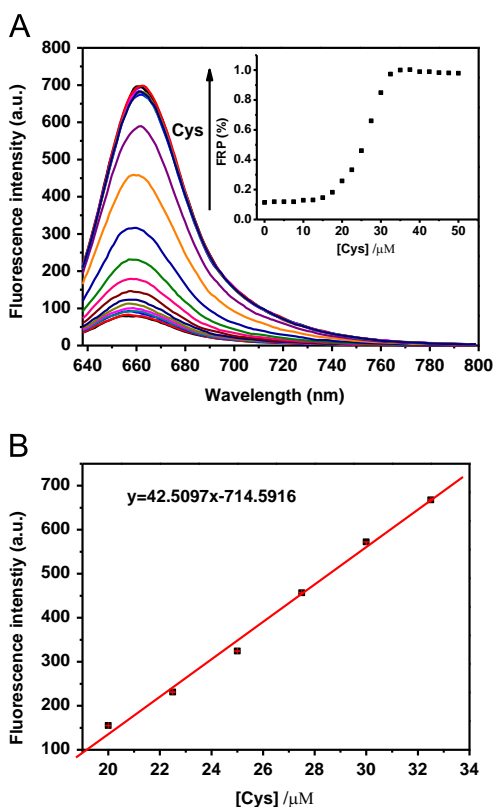 A
Fluorescence intensity (a.u.)
800
700
600
500
400
300
200
100
0
640 660 680 700 720 740 760 780 800
Wavelength (nm)
Cys
FRP (%)
1.0
0.8
0.6
0.4
0.2
0.0
0 10 20 30 40 50
[Cys] /μM
B
Fluorescence intenstiy (a.u.)
700
600
500
400
300
200
100
y=42.5097x-714.5916
20 22 24 26 28 30 32 34
[Cys] /μM